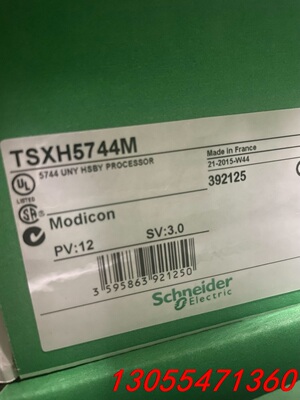 TSXH5744M
5744 UNY HSBY PROCESSOR
Made in France
21-2015-W44
392125
UL
LISTED
Modicon
PV:12 SV:3.0
3 595863 921250
Schneider
Electric
13055471360